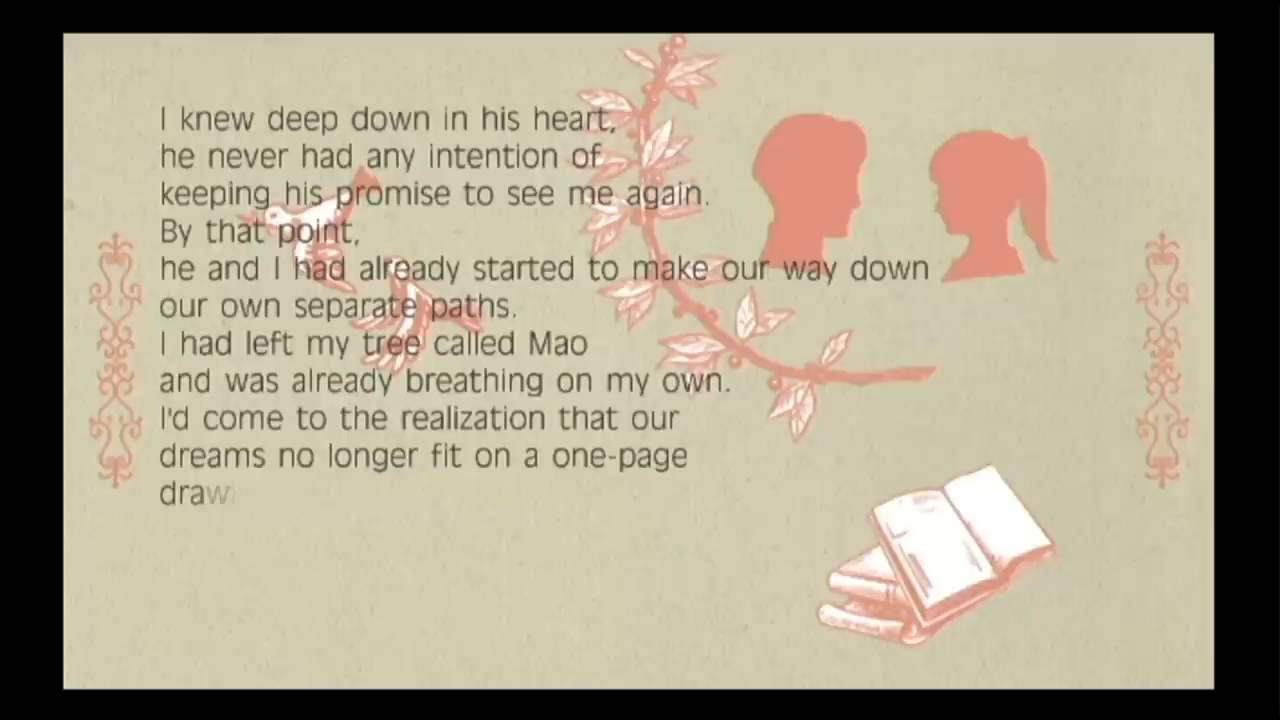 I knew deep down in his heart,
he never had any intention of
keeping his promise to see me again.
By that point,
he and I had already started to make our way down
our own separate paths.
I had left my tree called Mao
and was already breathing on my own.
I'd come to the realization that our
dreams no longer fit on a one-page
draw